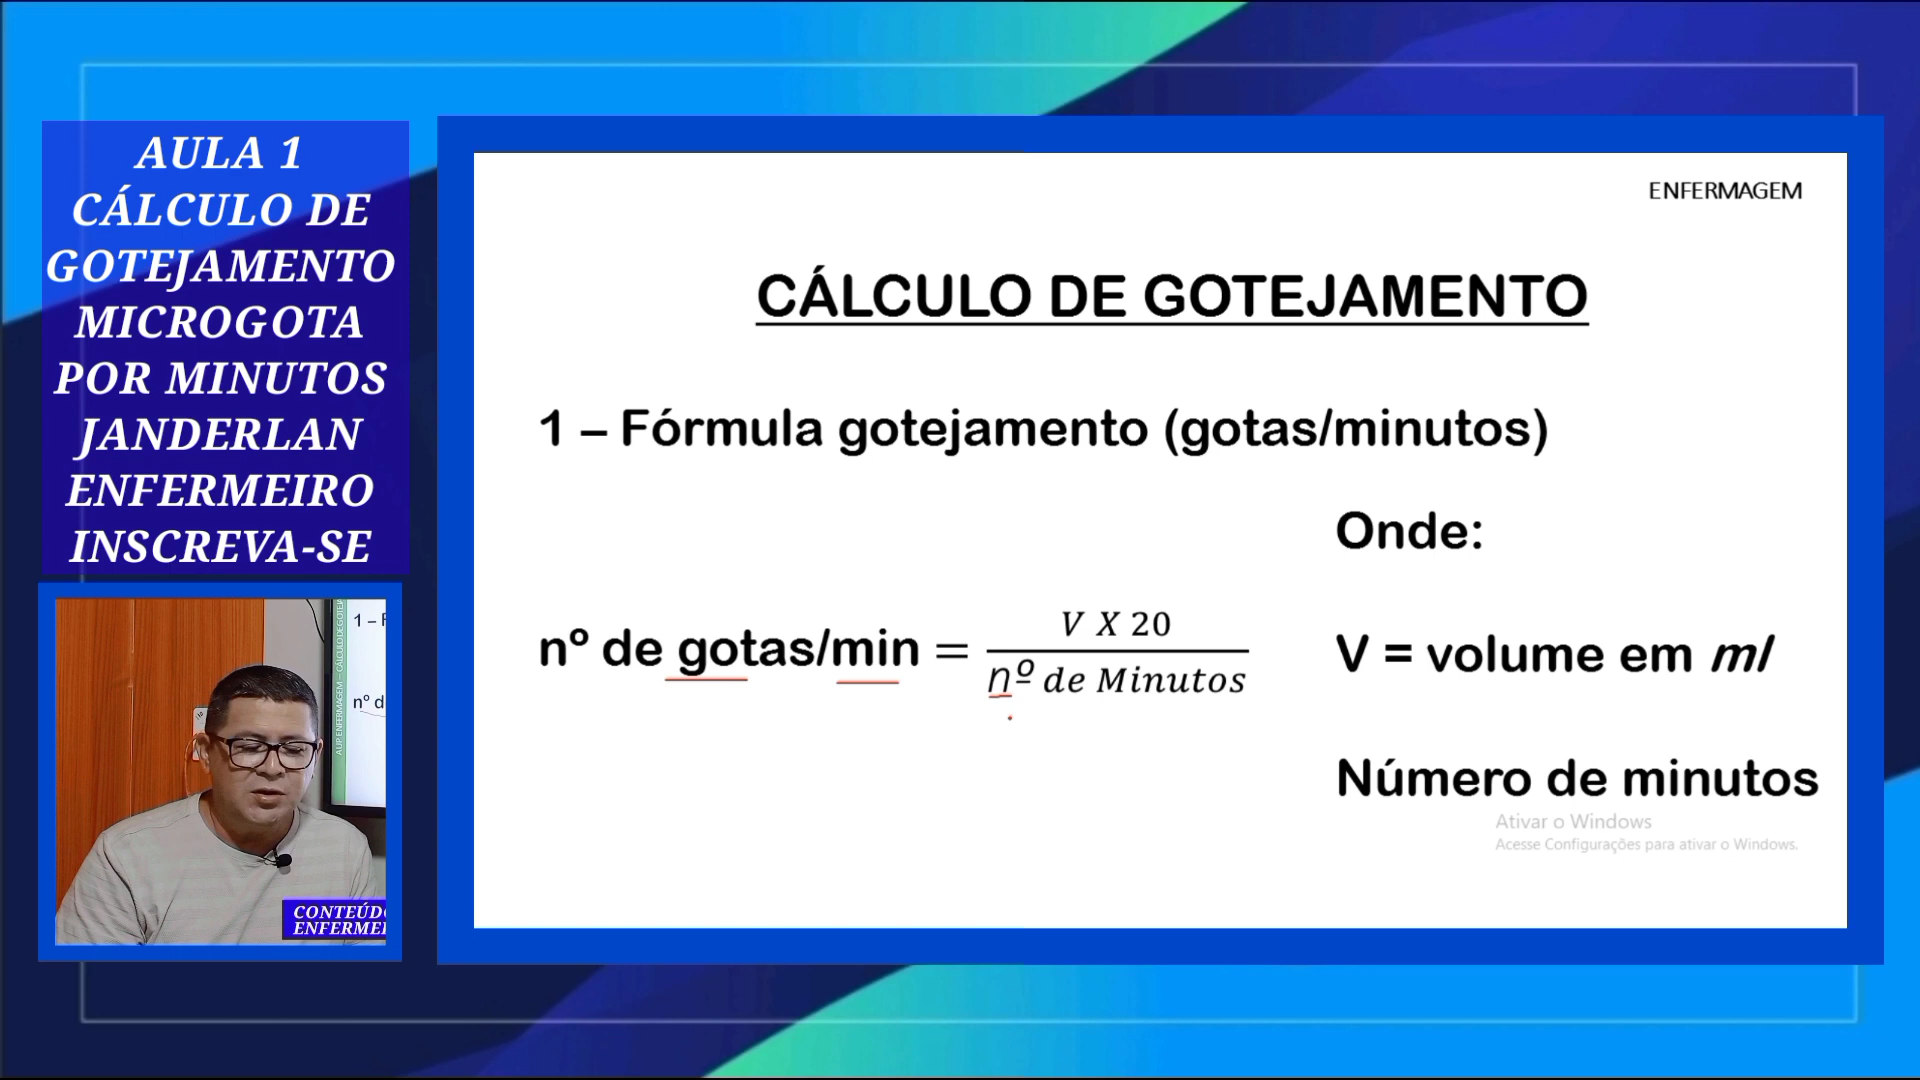 AULA 1
CÁLCULO DE
GOTEJAMENTO
MICROGOTA
POR MINUTOS
JANDERLAN
ENFERMEIRO
INSCREVA-SE
ENFERMAGEM
CÁLCULO DE GOTEJAMENTO
1 – Fórmula gotejamento (gotas/minutos)
Onde:
nº de gotas/min = V X 20
nº de Minutos
V = volume em ml
Número de minutos
Ativar o Windows
Acesse Configurações para ativar o Windows.
1 – F
nº d